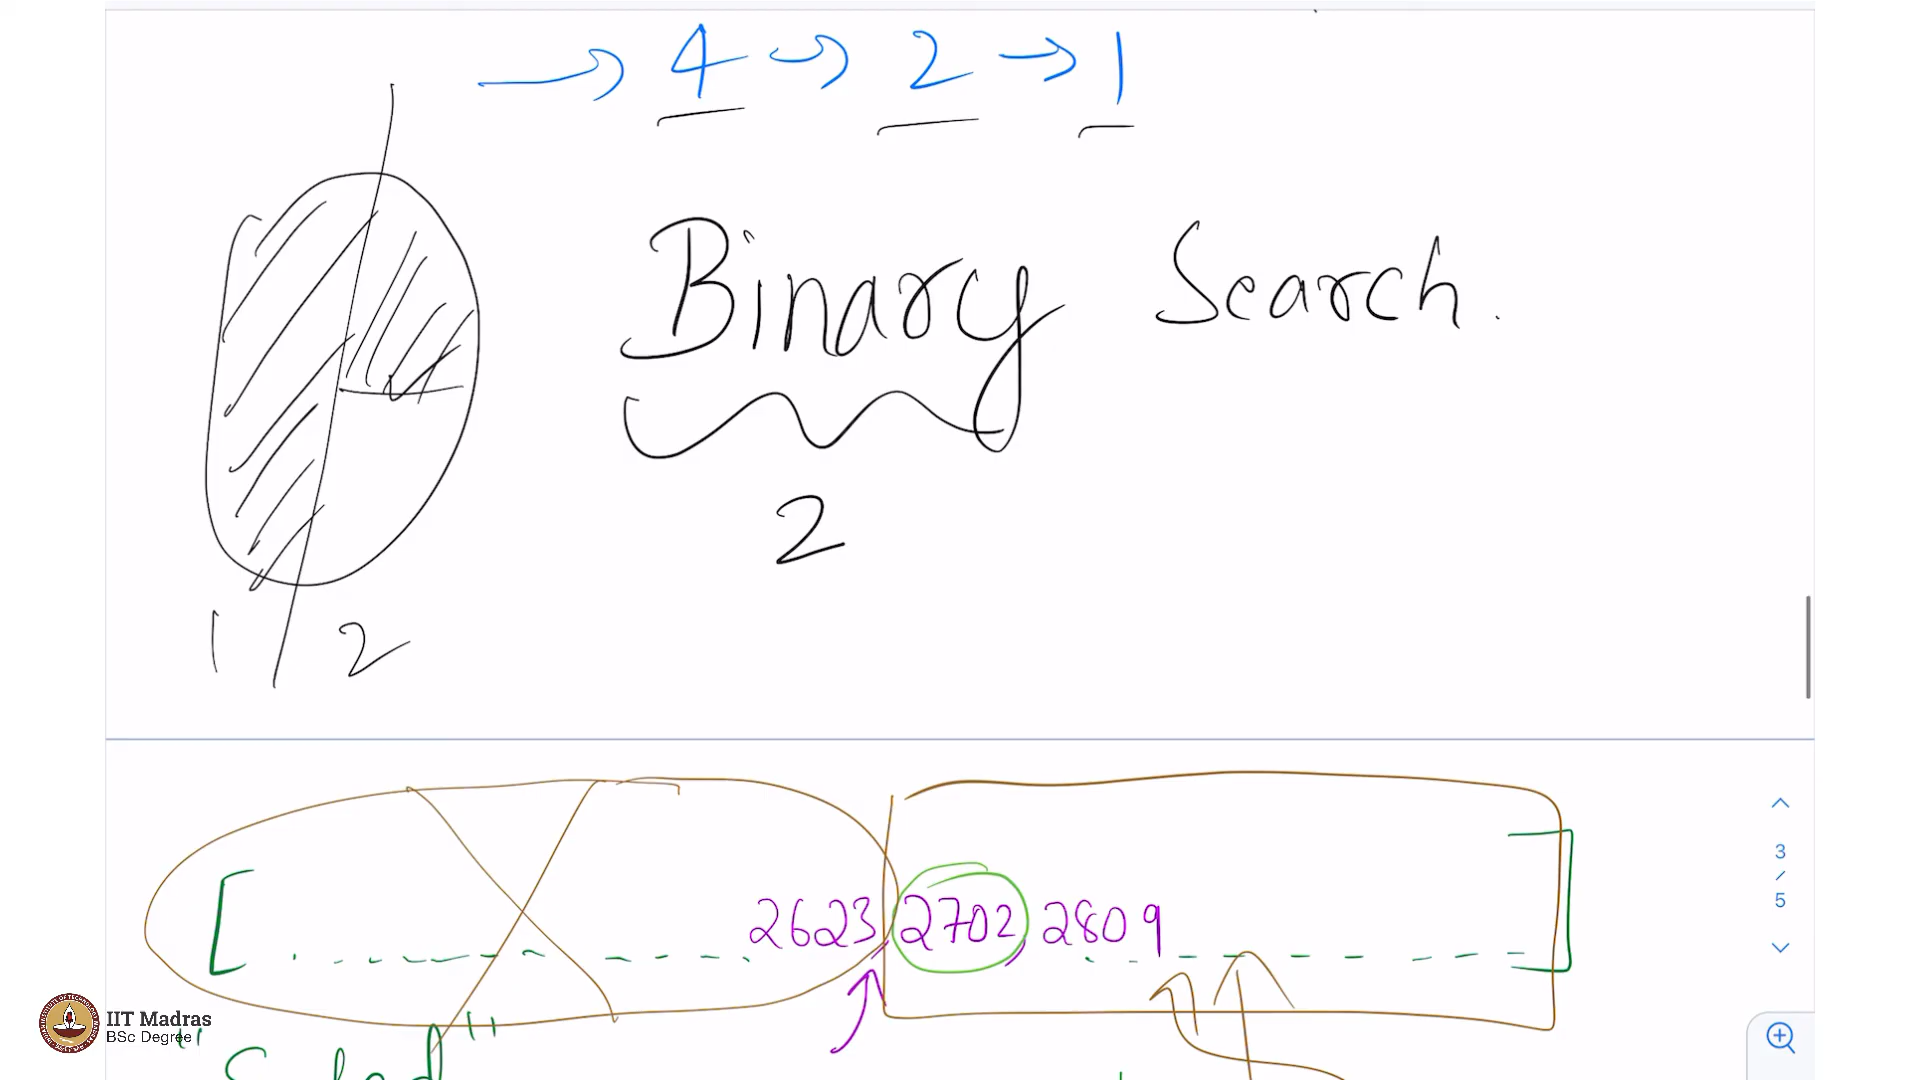 → 4 → 2 → 1
Binary Search.
2
1 2
[ 2623, 2702, 2809 ]
3
/
5
IIT Madras
BSc Degree